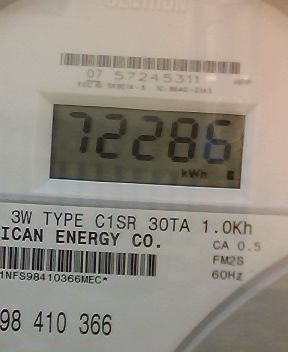 CENTRON
07 57245311
72286
kWh
3W TYPE C1SR 30TA 1.0Kh
ICAN ENERGY CO.
CA 0.5
FM2S
60Hz
1NFS98410366MEC*
98 410 366